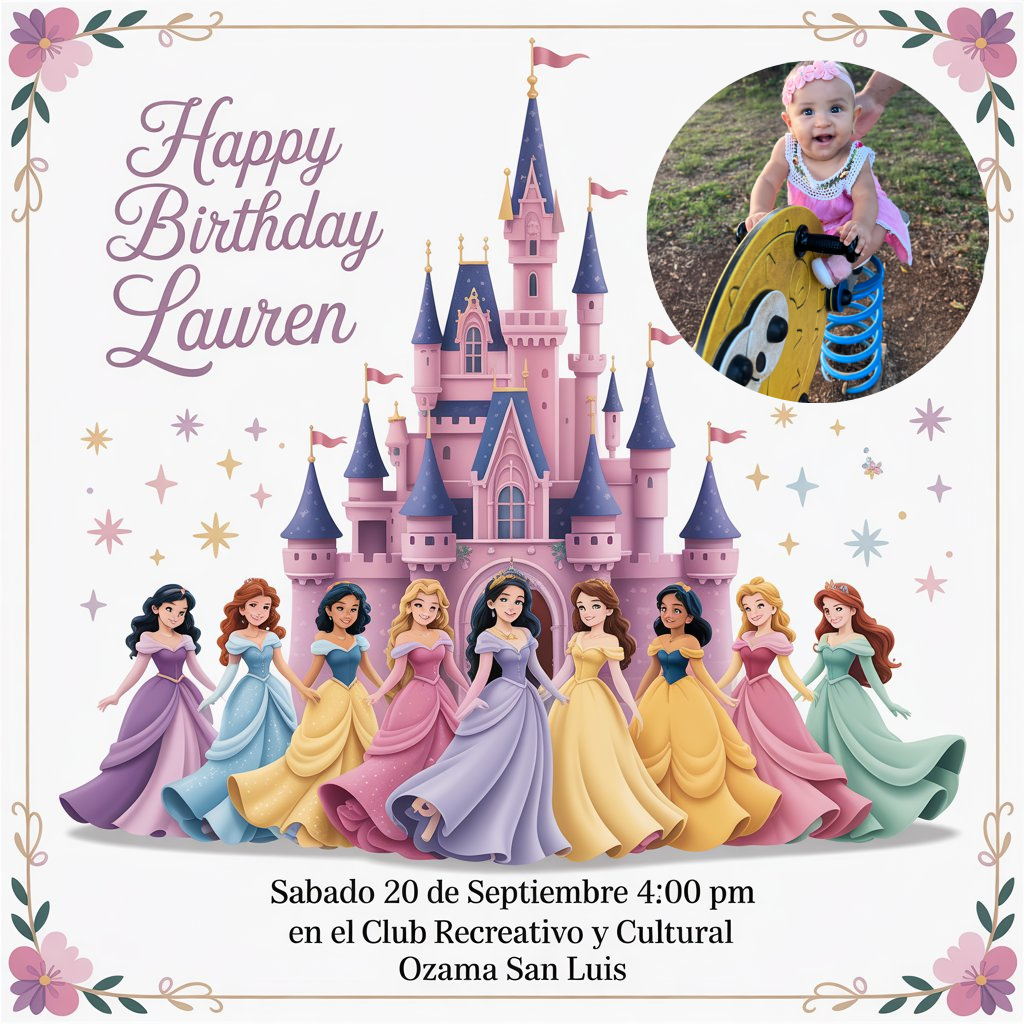 Happy
Birthday
Lauren
Sabado 20 de Septiembre 4:00 pm
en el Club Recreativo y Cultural
Ozama San Luis